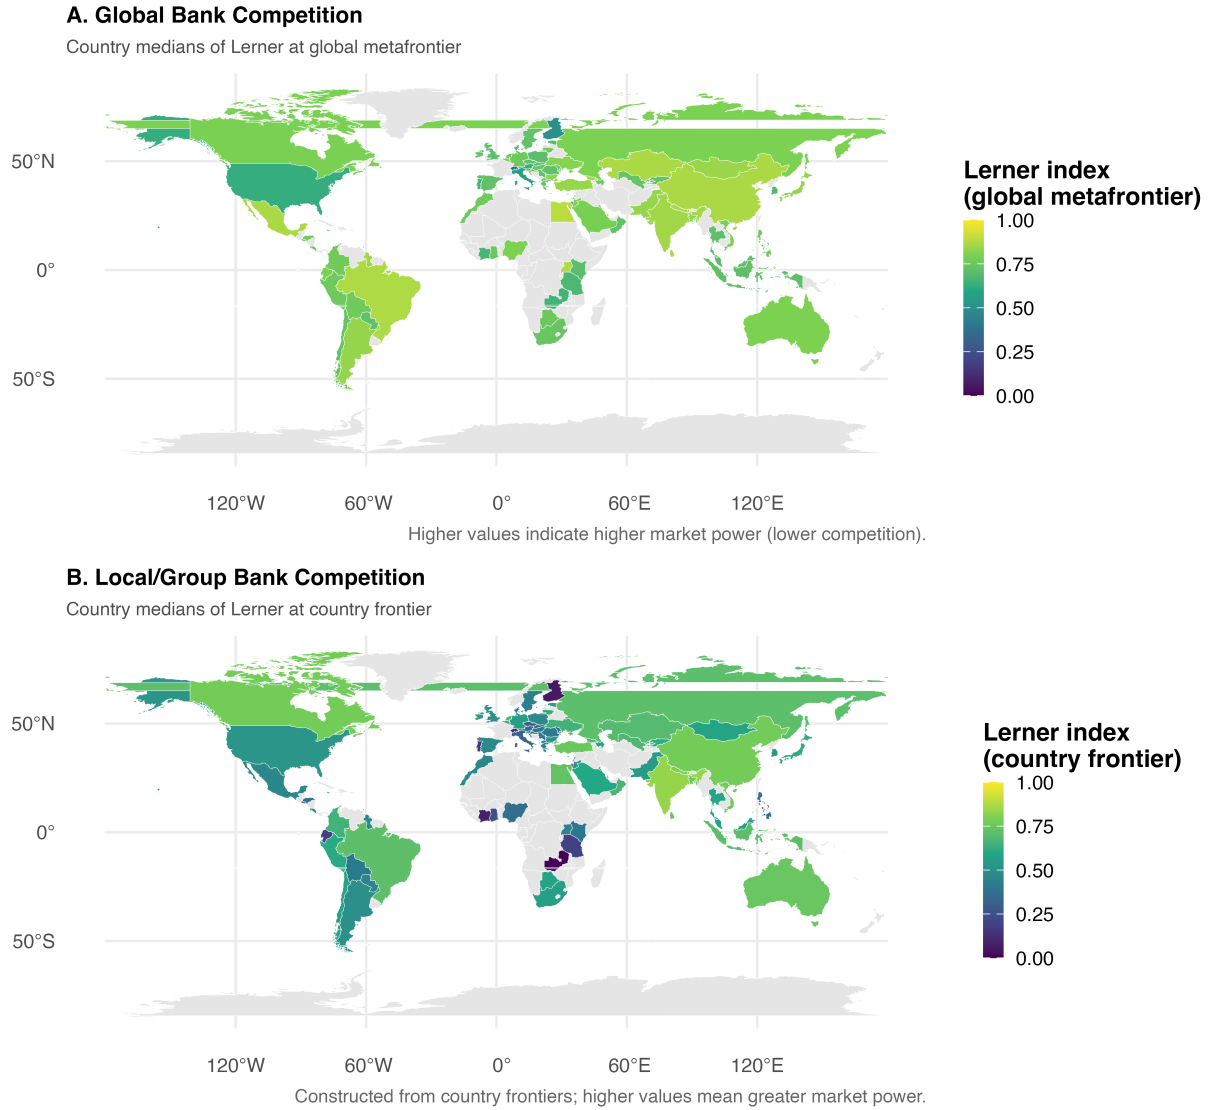 A. Global Bank Competition
Country medians of Lerner at global metafrontier
50°N
0°
50°S
120°W
60°W
0°
60°E
120°E
Lerner index
(global metafrontier)
1.00
0.75
0.50
0.25
0.00
Higher values indicate higher market power (lower competition).
B. Local/Group Bank Competition
Country medians of Lerner at country frontier
50°N
0°
50°S
120°W
60°W
0°
60°E
120°E
Lerner index
(country frontier)
1.00
0.75
0.50
0.25
0.00
Constructed from country frontiers; higher values mean greater market power.